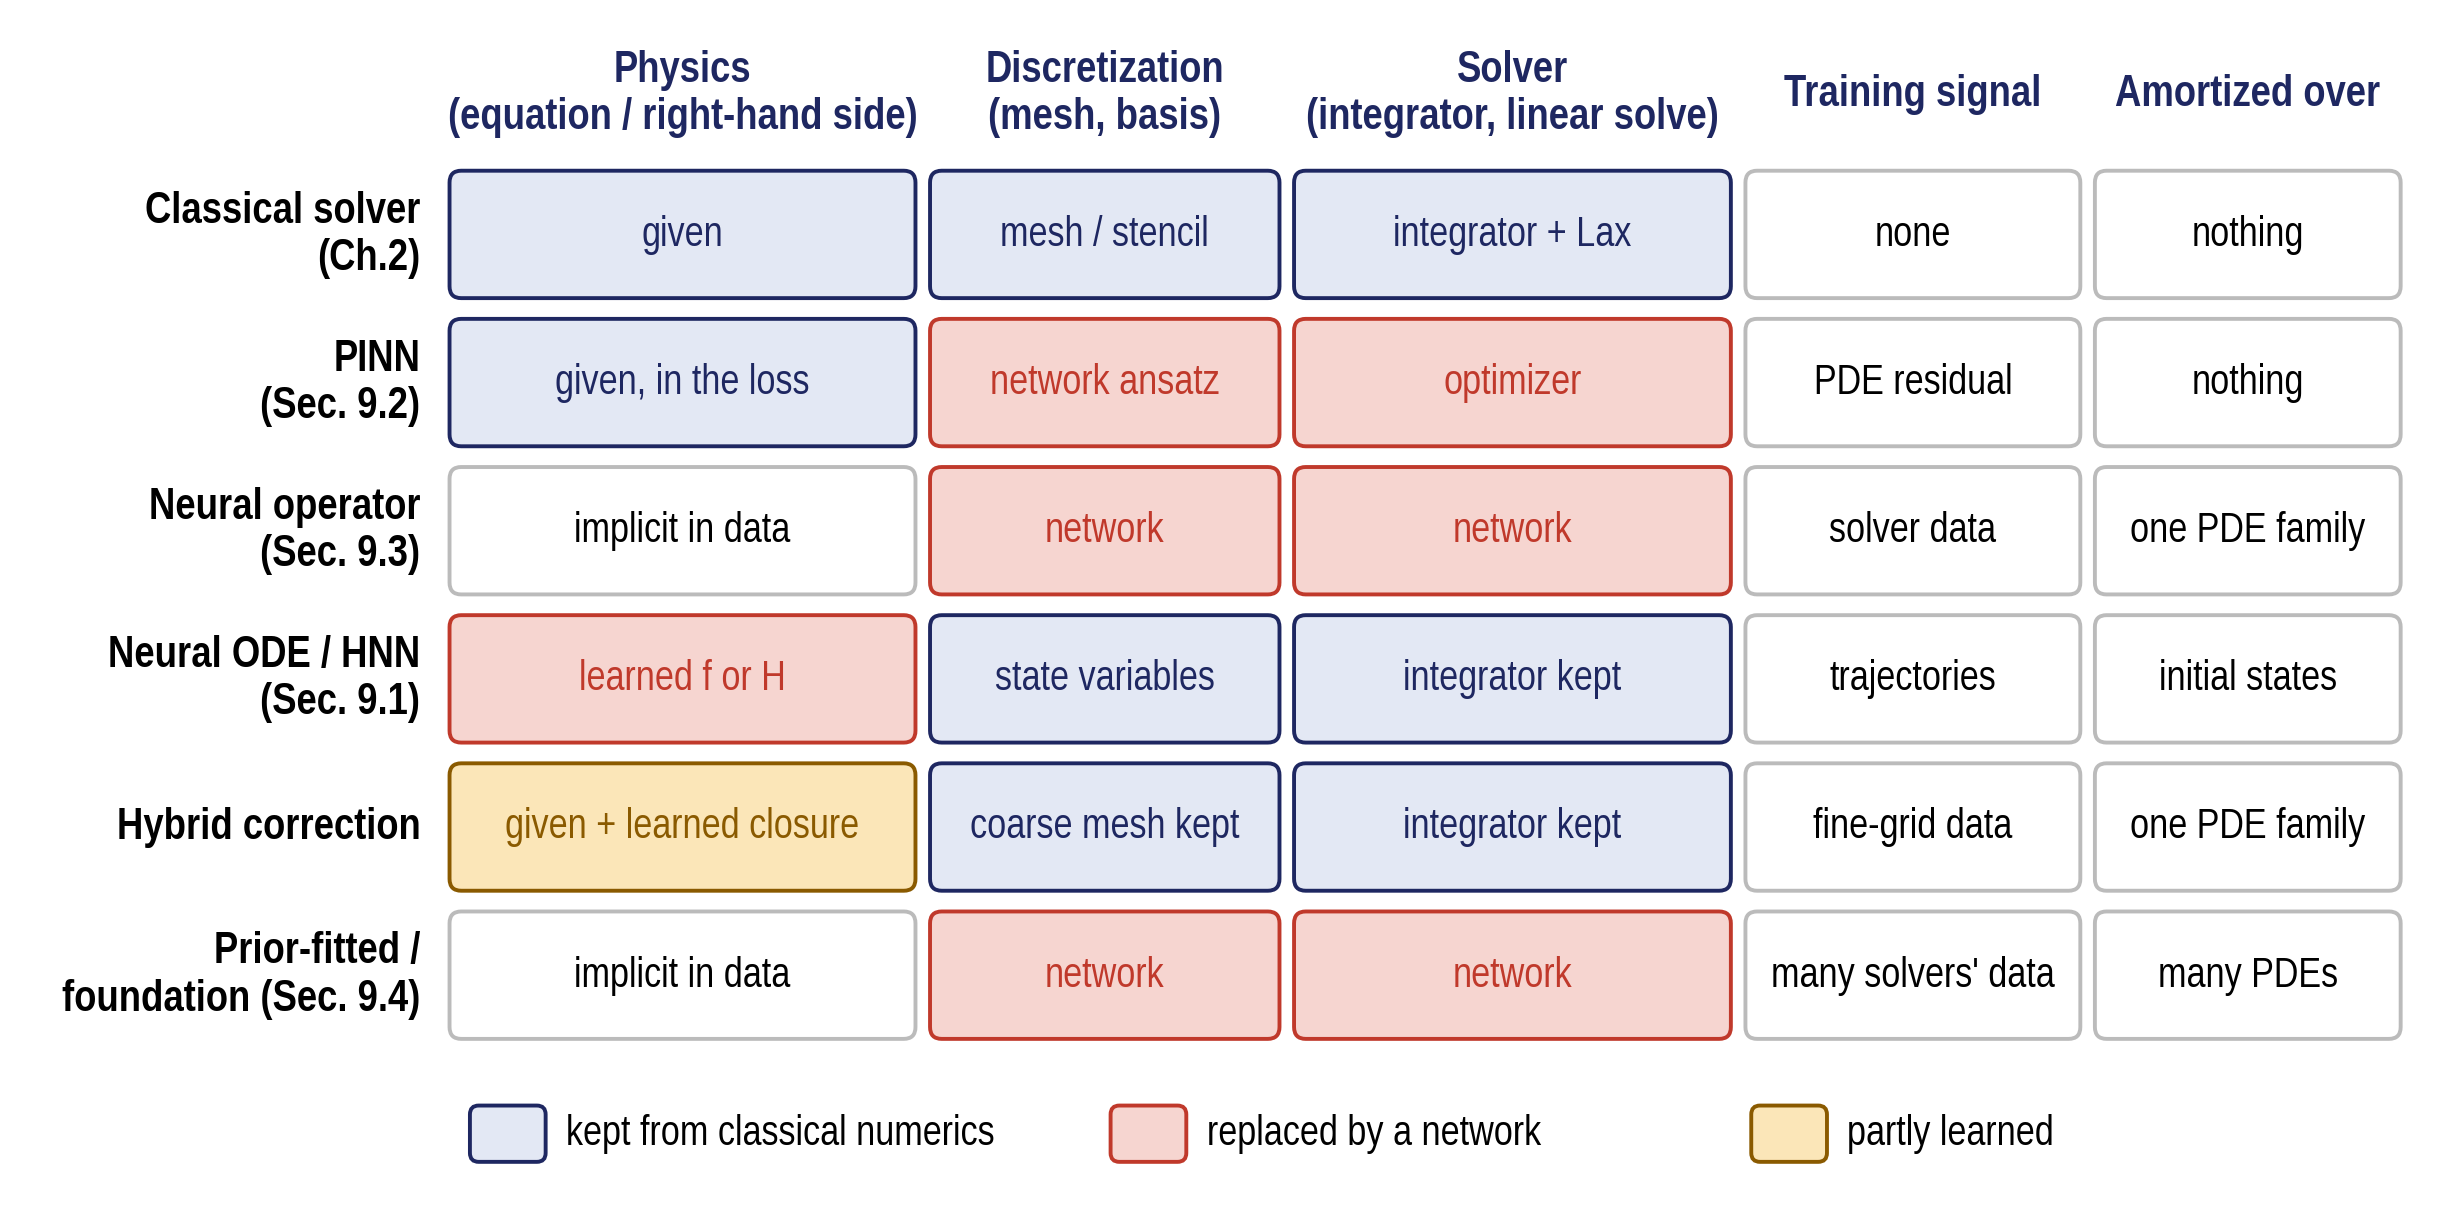 Physics
(equation / right-hand side)
Discretization
(mesh, basis)
Solver
(integrator, linear solve)
Training signal
Amortized over
Classical solver
(Ch.2)
given
mesh / stencil
integrator + Lax
none
nothing
PINN
(Sec. 9.2)
given, in the loss
network ansatz
optimizer
PDE residual
nothing
Neural operator
(Sec. 9.3)
implicit in data
network
network
solver data
one PDE family
Neural ODE / HNN
(Sec. 9.1)
learned f or H
state variables
integrator kept
trajectories
initial states
Hybrid correction
given + learned closure
coarse mesh kept
integrator kept
fine-grid data
one PDE family
Prior-fitted /
foundation (Sec. 9.4)
implicit in data
network
network
many solvers' data
many PDEs
kept from classical numerics
replaced by a network
partly learned